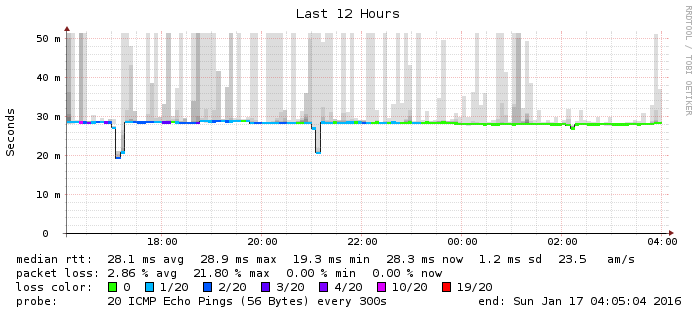 Last 12 Hours
RRDTOOL / TOBI OETIKER
Seconds
50 m
40 m
30 m
20 m
10 m
0
18:00 20:00 22:00 00:00 02:00 04:00
median rtt: 28.1 ms avg 28.9 ms max 19.3 ms min 28.3 ms now 1.2 ms sd 23.5 am/s
packet loss: 2.86 % avg 21.80 % max 0.00 % min 0.00 % now
loss color: 0 1/20 2/20 3/20 4/20 10/20 19/20
probe: 20 ICMP Echo Pings (56 Bytes) every 300s end: Sun Jan 17 04:05:04 2016